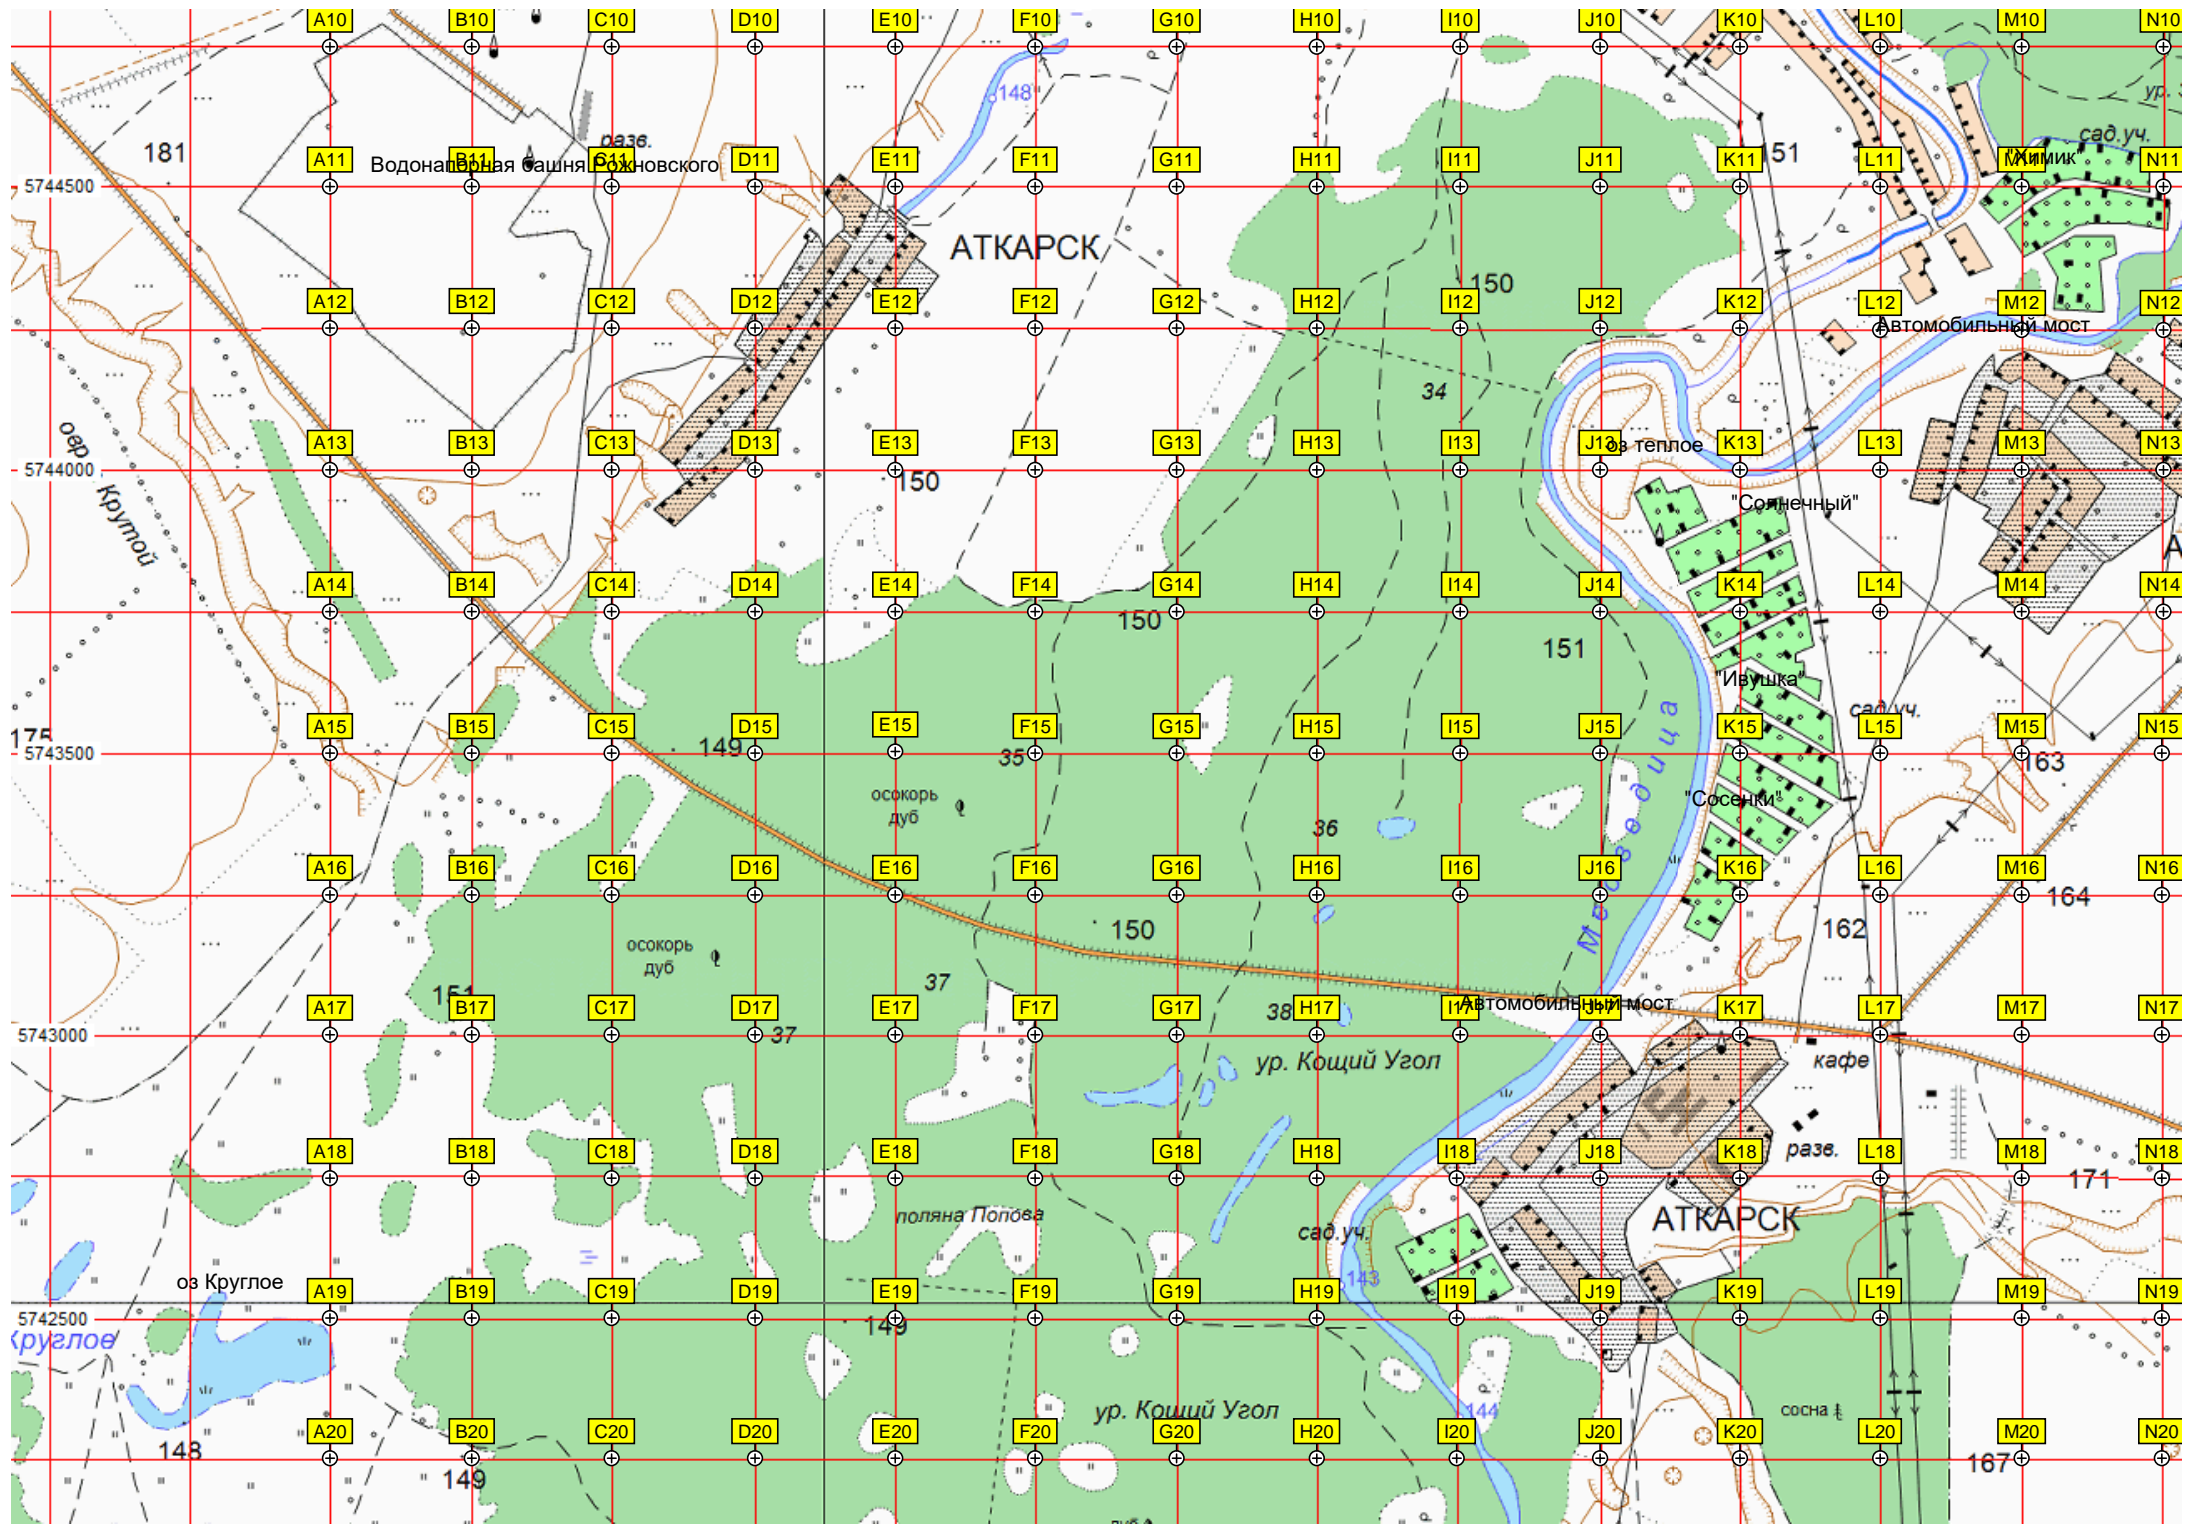 A10 B10 C10 D10 E10 F10 G10 H10 I10 J10 K10 L10 M10 N10
148
ур.
181
разв.
151
сад.уч.
"Химик"
A11 Водонапорная башня Рожновского B11 C11 D11 E11 F11 G11 H11 I11 J11 K11 L11 M11 N11
5744500
АТКАРСК
150
A12 B12 C12 D12 E12 F12 G12 H12 I12 J12 K12 L12 M12 N12
Автомобильный мост
34
овр. Крутой
A13 B13 C13 D13 E13 F13 G13 H13 I13 J13 оз теплое K13 L13 M13 N13
5744000
150
"Солнечный"
А
A14 B14 C14 D14 E14 F14 G14 H14 I14 J14 K14 L14 M14 N14
150
151
"Ивушка"
сад.уч.
Медведица
A15 B15 C15 D15 E15 F15 G15 H15 I15 J15 K15 L15 M15 N15
175
149
35
163
5743500
осокорь
дуб
"Сосенки"
36
A16 B16 C16 D16 E16 F16 G16 H16 I16 J16 K16 L16 M16 N16
164
150
162
осокорь
дуб
37
151
A17 B17 C17 D17 E17 F17 G17 38 H17 I17 Автомобильный мост J17 K17 L17 M17 N17
5743000
37
ур. Кощий Угол
кафе
A18 B18 C18 D18 E18 F18 G18 H18 I18 J18 K18 разв. L18 M18 N18
171
поляна Попова
АТКАРСК
сад.уч.
143
оз Круглое
A19 B19 C19 D19 E19 F19 G19 H19 I19 J19 K19 L19 M19 N19
5742500
149
Круглое
ур. Кощий Угол
144
сосна
A20 B20 C20 D20 E20 F20 G20 H20 I20 J20 K20 L20 M20 N20
148
167
149
дуб